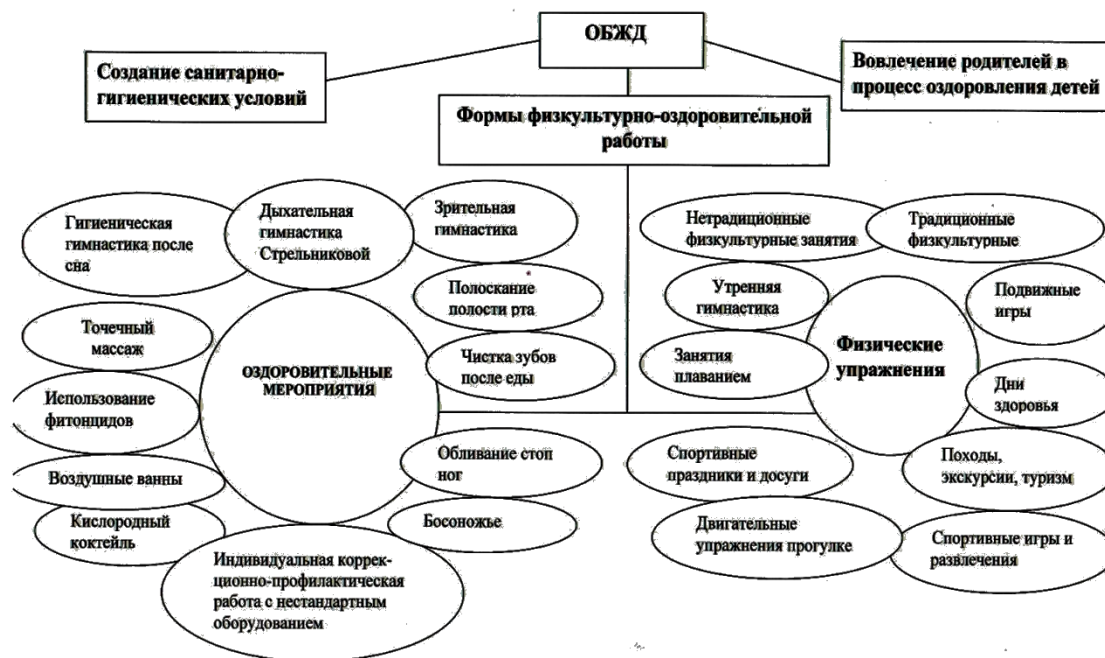 ОБЖД
Создание санитарно-
гигиенических условий
Вовлечение родителей в
процесс оздоровления детей
Формы физкультурно-оздоровительной
работы
Гигиеническая
гимнастика после
сна
Дыхательная
гимнастика
Стрельниковой
Зрительная
гимнастика
Полоскание
полости рта
Чистка зубов
после еды
Точечный
массаж
Использование
фитонцидов
Воздушные ванны
Кислородный
коктейль
ОЗДОРОВИТЕЛЬНЫЕ
МЕРОПРИЯТИЯ
Обливание стоп
ног
Босоножье
Индивидуальная коррек-
ционно-профилактическая
работа с нестандартным
оборудованием
Нетрадиционные
физкультурные занятия
Традиционные
физкультурные
Утренняя
гимнастика
Занятия
плаванием
Физические
упражнения
Подвижные
игры
Дни
здоровья
Спортивные
праздники и досуги
Походы,
экскурсии, туризм
Двигательные
упражнения прогулке
Спортивные игры и
развлечения